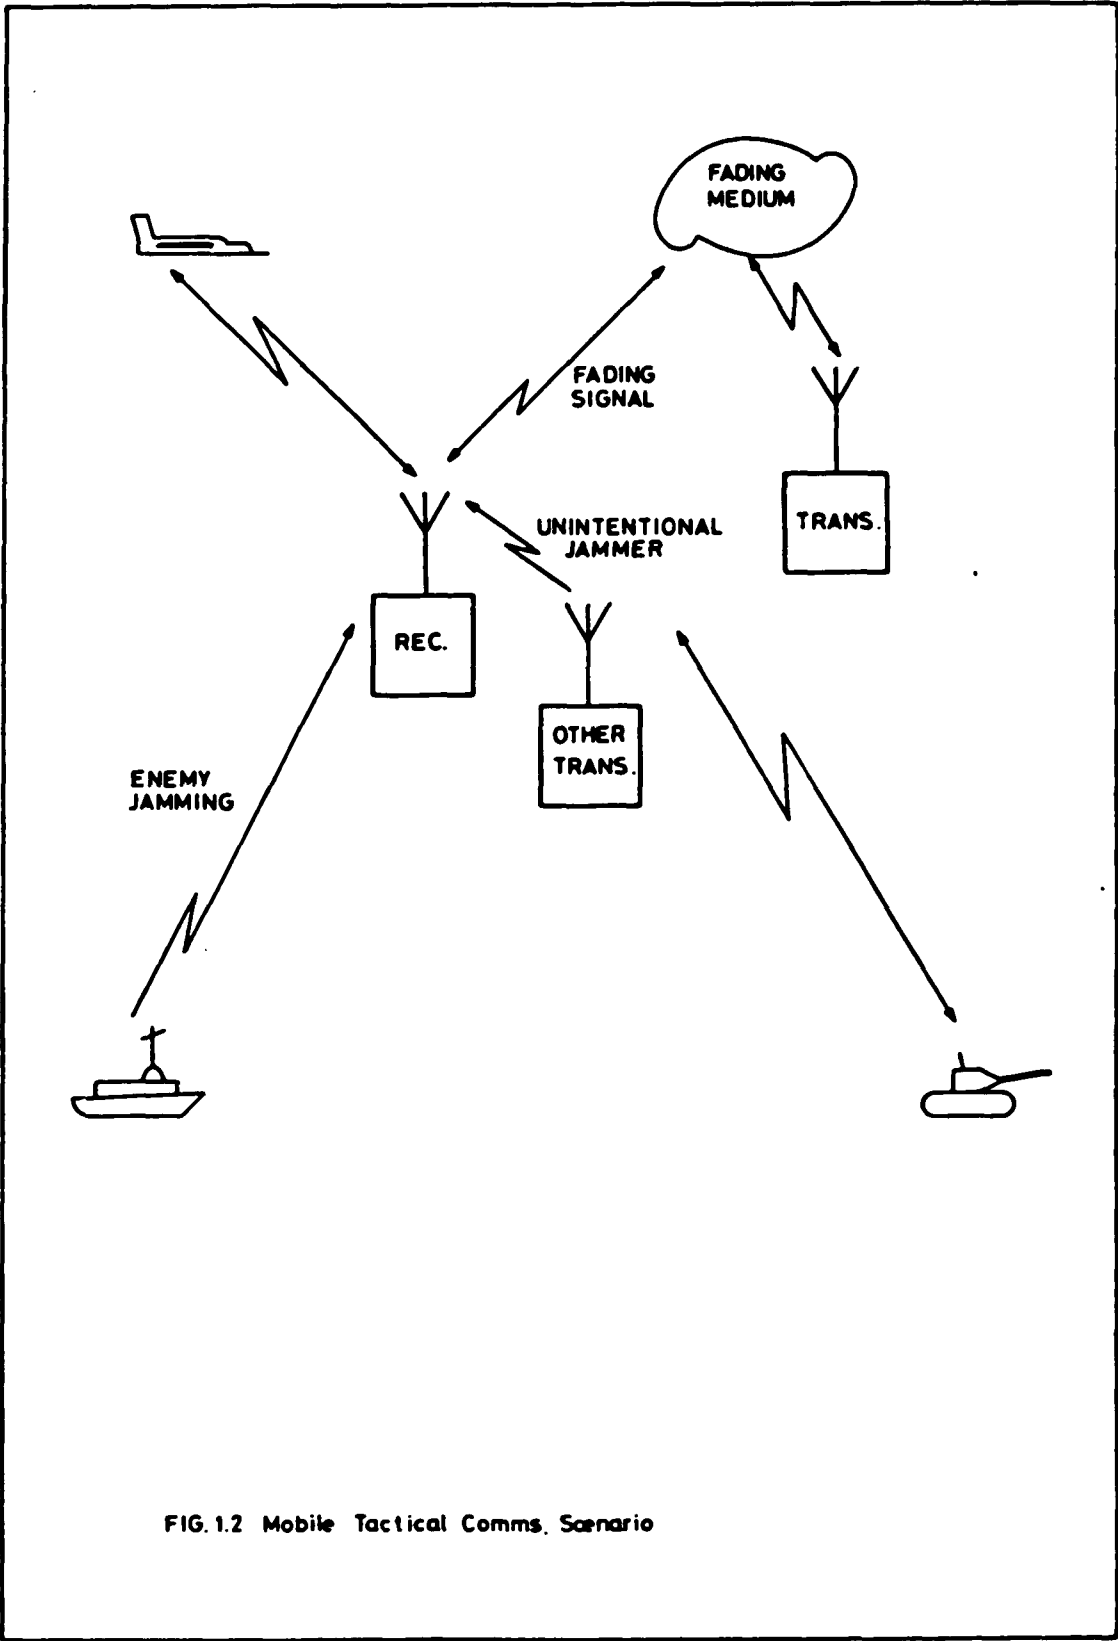 FADING
MEDIUM
FADING
SIGNAL
TRANS.
UNINTENTIONAL
JAMMER
REC.
OTHER
TRANS.
ENEMY
JAMMING
FIG. 1.2 Mobile Tactical Comms. Scenario